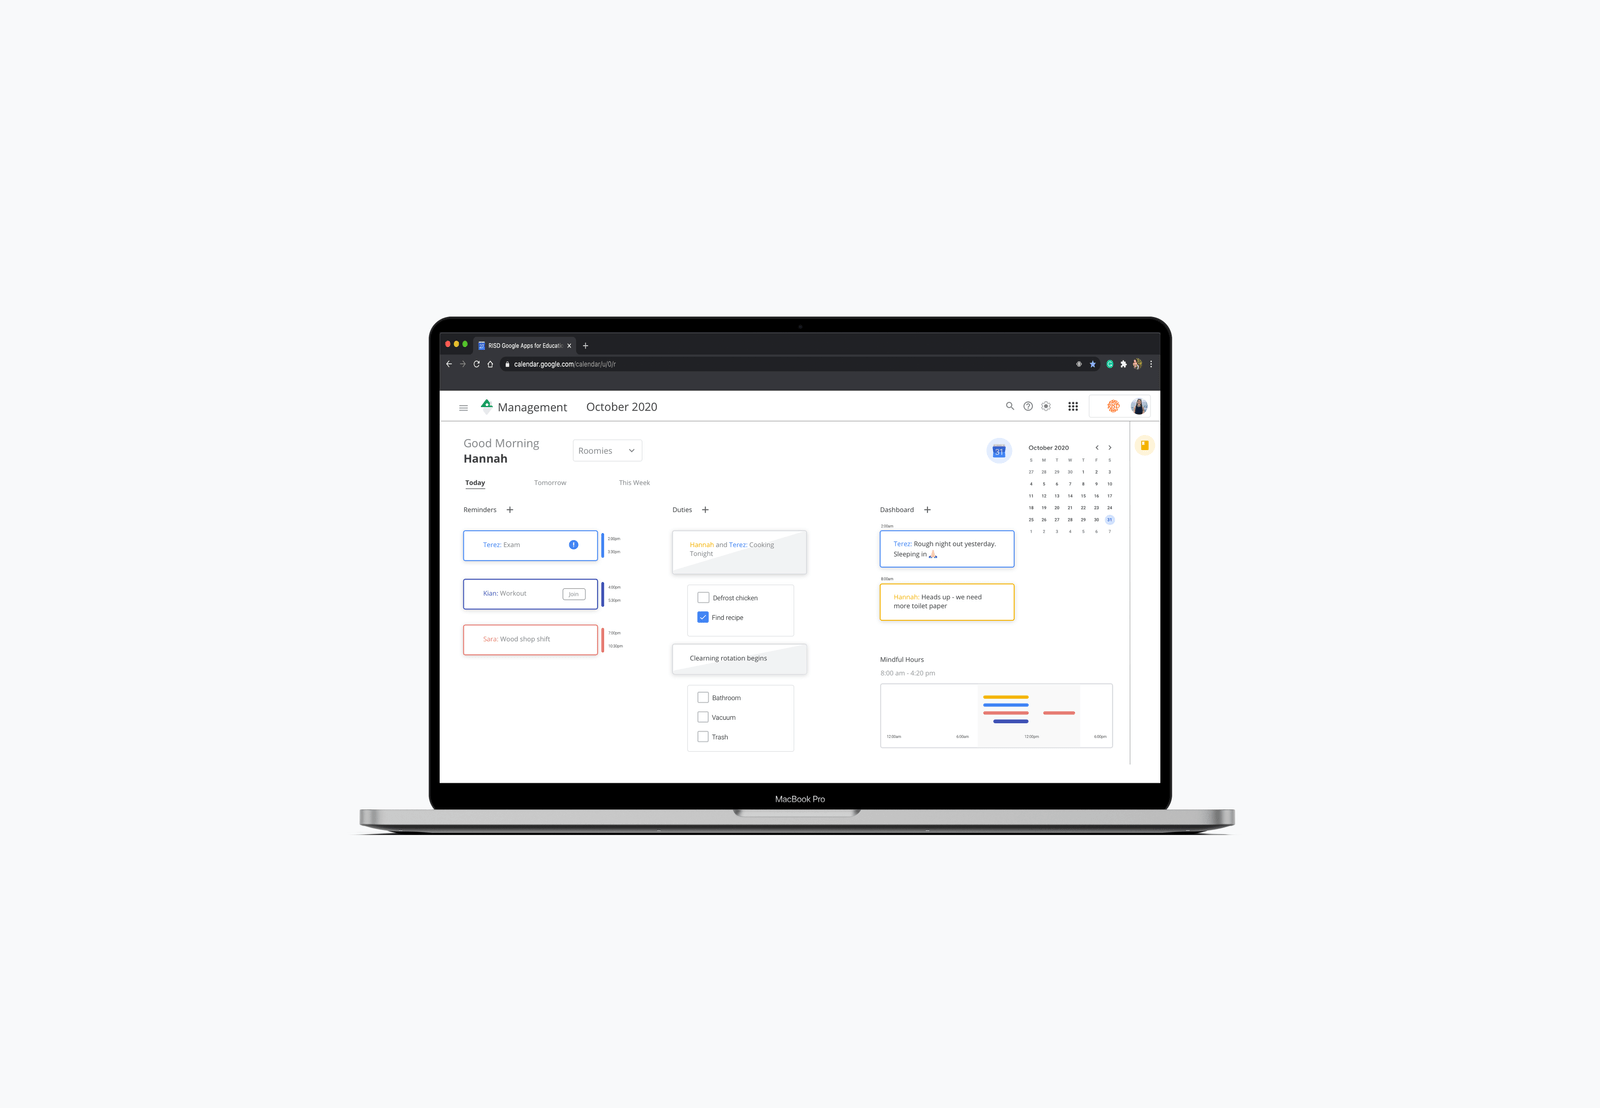 RISD Google Apps for Educati
calendar.google.com/calendar/u/0/r
Management
October 2020
Good Morning
Hannah
Roomies
31
October 2020
S M T W T F S
27 28 29 30 1 2 3
4 5 6 7 8 9 10
11 12 13 14 15 16 17
18 19 20 21 22 23 24
25 26 27 28 29 30 31
1 2 3 4 5 6 7
Today
Tomorrow
This Week
Reminders
Terez: Exam
2:00pm
3:30pm
Kian: Workout
Join
4:00pm
5:30pm
Sara: Wood shop shift
7:00pm
10:30pm
Duties
Hannah and Terez: Cooking
Tonight
Defrost chicken
Find recipe
Clearning rotation begins
Bathroom
Vacuum
Trash
Dashboard
Terez: Rough night out yesterday.
Sleeping in
8:00am
Hannah: Heads up - we need
more toilet paper
Mindful Hours
8:00 am - 4:20 pm
12:00am
6:00am
12:00pm
6:00pm
MacBook Pro